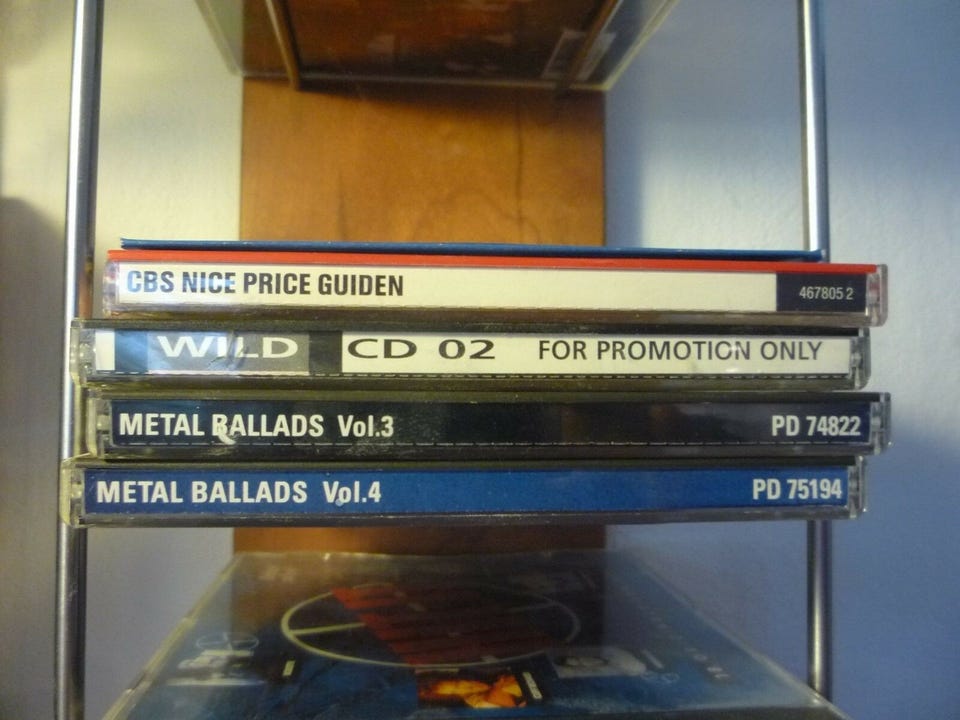 CBS NICE PRICE GUIDEN 467805 2
WILD CD 02 FOR PROMOTION ONLY
METAL BALLADS Vol.3 PD 74822
METAL BALLADS Vol.4 PD 75194